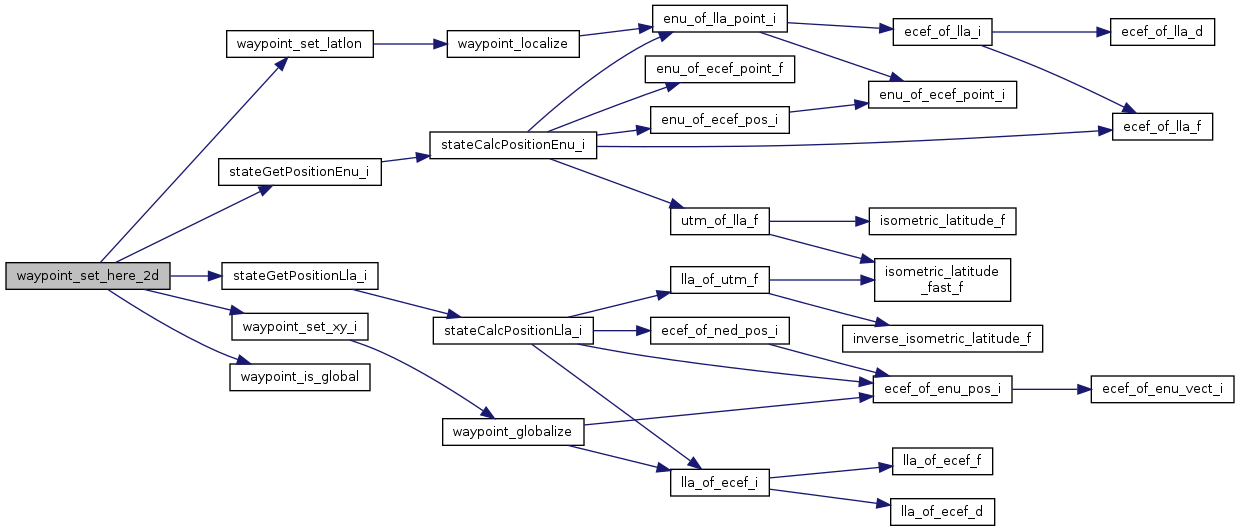 waypoint_set_here_2d
waypoint_set_latlon
stateGetPositionEnu_i
stateGetPositionLla_i
waypoint_set_xy_i
waypoint_is_global
waypoint_localize
stateCalcPositionEnu_i
stateCalcPositionLla_i
waypoint_globalize
enu_of_lla_point_i
enu_of_ecef_point_f
enu_of_ecef_pos_i
utm_of_lla_f
lla_of_utm_f
ecef_of_ned_pos_i
lla_of_ecef_i
ecef_of_lla_i
enu_of_ecef_point_i
isometric_latitude_f
isometric_latitude
_fast_f
inverse_isometric_latitude_f
ecef_of_enu_pos_i
lla_of_ecef_f
lla_of_ecef_d
ecef_of_lla_d
ecef_of_lla_f
ecef_of_enu_vect_i